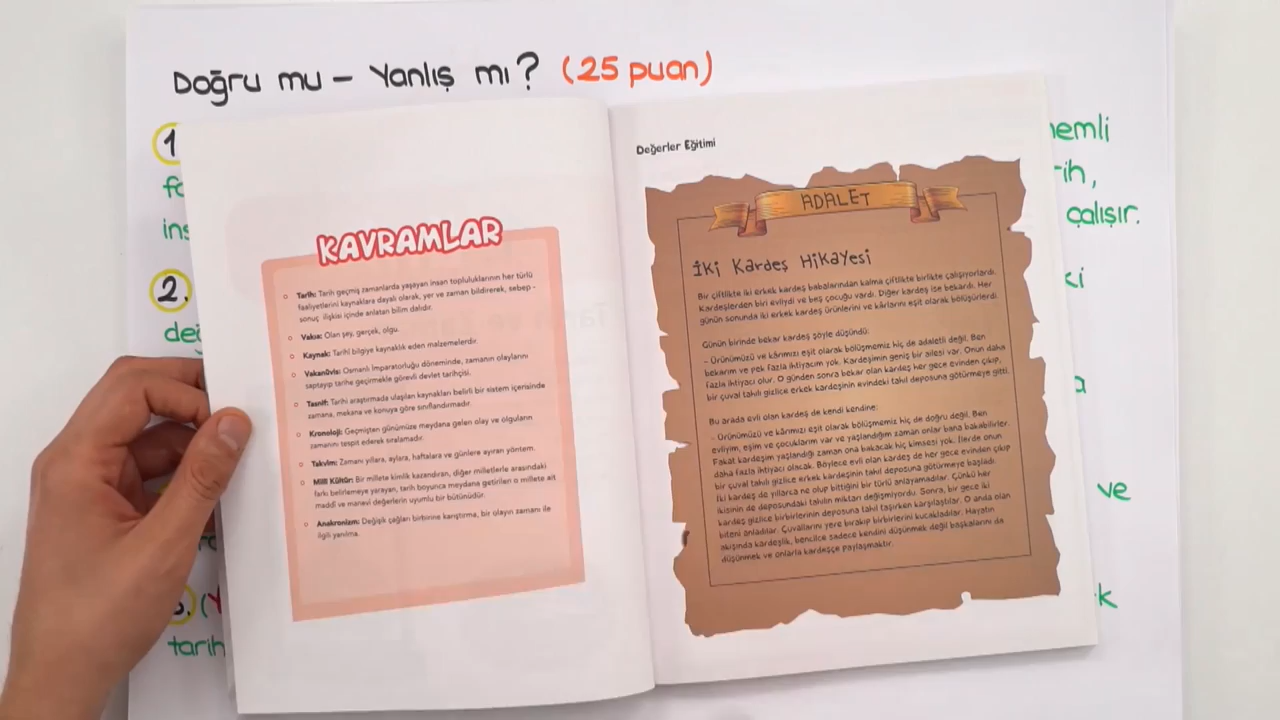 Doğru mu - Yanlış mı? (25 puan)
1
fo
ins
2.
değ
(Y
tarih
emli
rih,
çalışır.
ki
a
ve
k
KAVRAMLAR
Tarih: Tarih geçmiş zamanlarda yaşayan insan topluluklarının her türlü
faaliyetlerini kaynaklara dayalı olarak, yer ve zaman bildirerek, sebep -
sonuç ilişkisi içinde anlatan bilim dalıdır.
Vakıa: Olan şey, gerçek, olgu.
Kaynak: Tarihî bilgiye kaynaklık eden malzemelerdir.
Vakanüvis: Osmanlı İmparatorluğu döneminde, zamanın olaylarını
saptayıp tarihe geçirmekle görevli devlet tarihçisi.
Tasnif: Tarihi araştırmada ulaşılan kaynakları belirli bir sistem içerisinde
zamana, mekana ve konuya göre sınıflandırmadır.
Kronoloji: Geçmişten günümüze meydana gelen olay ve olguların
zamanını tespit ederek sıralamadır.
Takvim: Zamanı yıllara, aylara, haftalara ve günlere ayıran yöntem.
Millî Kültür: Bir millete kimlik kazandıran, diğer milletlerle arasındaki
farkı belirlemeye yarayan, tarih boyunca meydana getirilen o millete ait
maddî ve manevi değerlerin uyumlu bir bütünüdür.
Anakronizm: Değişik çağları birbirine karıştırma, bir olayın zamanı ile
ilgili yanılma.
Değerler Eğitimi
ADALET
İki Kardeş Hikayesi
Bir çiftlikte iki erkek kardeş babalarından kalma çiftlikte birlikte çalışıyorlardı.
Kardeşlerden biri evliydi ve beş çocuğu vardı. Diğer kardeş ise bekardı. Her
günün sonunda iki erkek kardeş ürünlerini ve kârlarını eşit olarak bölüşürlerdi.
Günün birinde bekar kardeş şöyle düşündü:
- Ürünümüzü ve kârımızı eşit olarak bölüşmemiz hiç de adaletli değil. Ben
bekarım ve pek fazla ihtiyacım yok. Kardeşimin geniş bir ailesi var. Onun daha
fazla ihtiyacı olur. O günden sonra bekar olan kardeş her gece evinden çıkıp,
bir çuval tahılı gizlice erkek kardeşinin evindeki tahıl deposuna götürmeye gitti.
Bu arada evli olan kardeş de kendi kendine:
- Ürünümüzü ve kârımızı eşit olarak bölüşmemiz hiç de doğru değil. Ben
evliyim, eşim ve çocuklarım var ve yaşlandığım zaman onlar bana bakabilirler.
Fakat kardeşim yaşlandığı zaman ona bakacak hiç kimsesi yok. İlerde onun
daha fazla ihtiyacı olacak. Böylece evli olan kardeş de her gece evinden çıkıp
bir çuval tahılı gizlice erkek kardeşinin tahıl deposuna götürmeye başladı.
İki kardeş de yıllarca ne olup bittiğini bir türlü anlayamadılar. Çünkü her
ikisinin de deposundaki tahılın miktarı değişmiyordu. Sonra, bir gece iki
kardeş gizlice birbirlerinin deposuna tahıl taşırken karşılaştılar. O anda olan
biteni anladılar. Çuvallarını yere bırakıp birbirlerini kucakladılar. Hayatın
akışında kardeşlik, bencilce sadece kendini düşünmek değil başkalarını da
düşünmek ve onlarla kardeşçe paylaşmaktır.